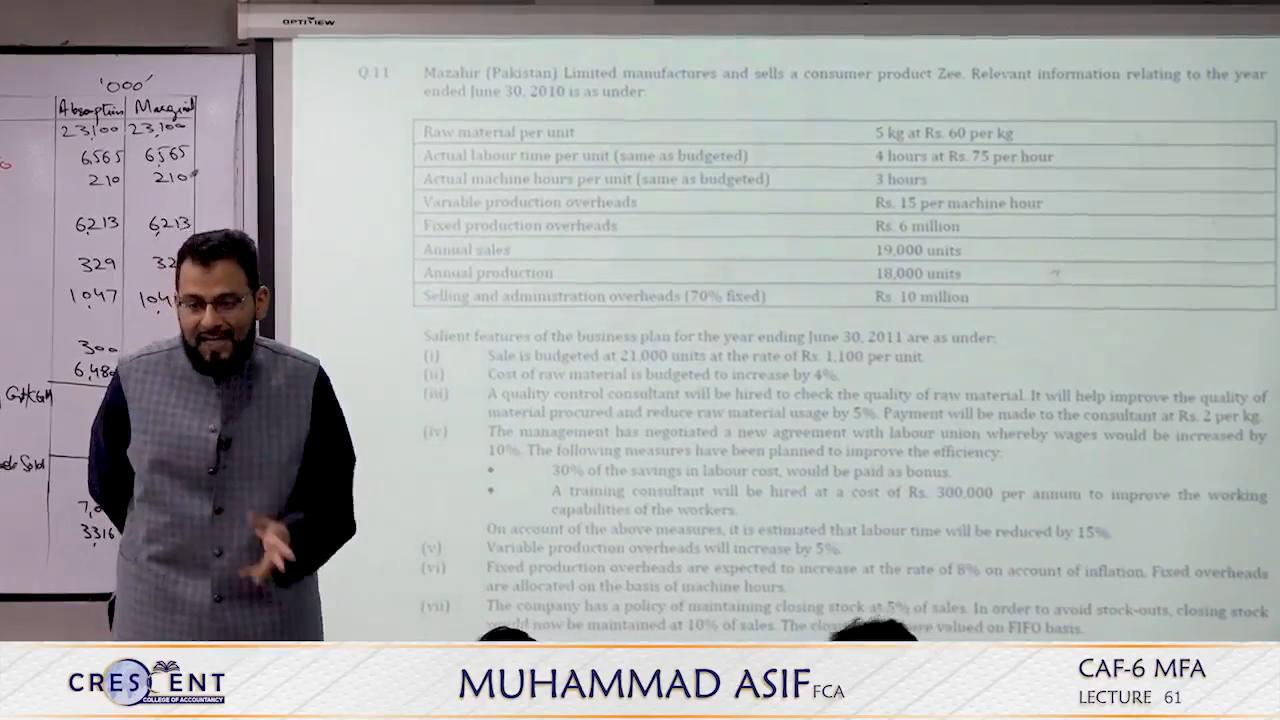 OPTIVIEW
'000'
Absorption Marginal
23,100 23,100
6,565 6,565
210 210
6,213 6,213
329
1,047
300
Q.11 Mazahir (Pakistan) Limited manufactures and sells a consumer product Zee. Relevant information relating to the year
ended June 30, 2010 is as under:
Raw material per unit 5 kg at Rs. 60 per kg
Actual labour time per unit (same as budgeted) 4 hours at Rs. 75 per hour
Actual machine hours per unit (same as budgeted) 3 hours
Variable production overheads Rs. 15 per machine hour
Fixed production overheads Rs. 6 million
Annual sales 19,000 units
Annual production 18,000 units
Selling and administration overheads (70% fixed) Rs. 10 million
Salient features of the business plan for the year ending June 30, 2011 are as under:
(i) Sale is budgeted at 21,000 units at the rate of Rs. 1,100 per unit.
(ii) Cost of raw material is budgeted to increase by 4%.
(iii) A quality control consultant will be hired to check the quality of raw material. It will help improve the quality of
material procured and reduce raw material usage by 5%. Payment will be made to the consultant at Rs. 2 per kg.
(iv) The management has negotiated a new agreement with labour union whereby wages would be increased by
10%. The following measures have been planned to improve the efficiency:
• 30% of the savings in labour cost, would be paid as bonus.
• A training consultant will be hired at a cost of Rs. 300,000 per annum to improve the working
capabilities of the workers.
On account of the above measures, it is estimated that labour time will be reduced by 15%.
(v) Variable production overheads will increase by 5%.
(vi) Fixed production overheads are expected to increase at the rate of 8% on account of inflation. Fixed overheads
are allocated on the basis of machine hours.
(vii) The company has a policy of maintaining closing stock at 5% of sales. In order to avoid stock-outs, closing stock
now be maintained at 10% of sales. The valued on FIFO basis.
CRESCENT
COLLEGE OF ACCOUNTANCY
MUHAMMAD ASIF FCA
CAF-6 MFA
LECTURE 61